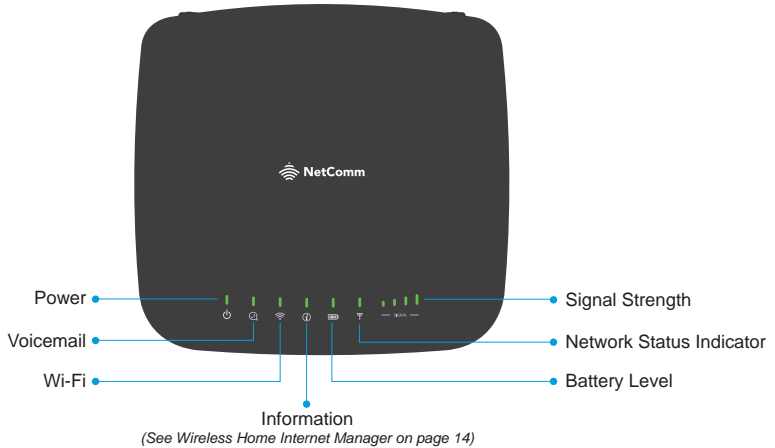 NetComm
SIGNAL
Power
Signal Strength
Voicemail
Network Status Indicator
Wi-Fi
Battery Level
Information
(See Wireless Home Internet Manager on page 14)